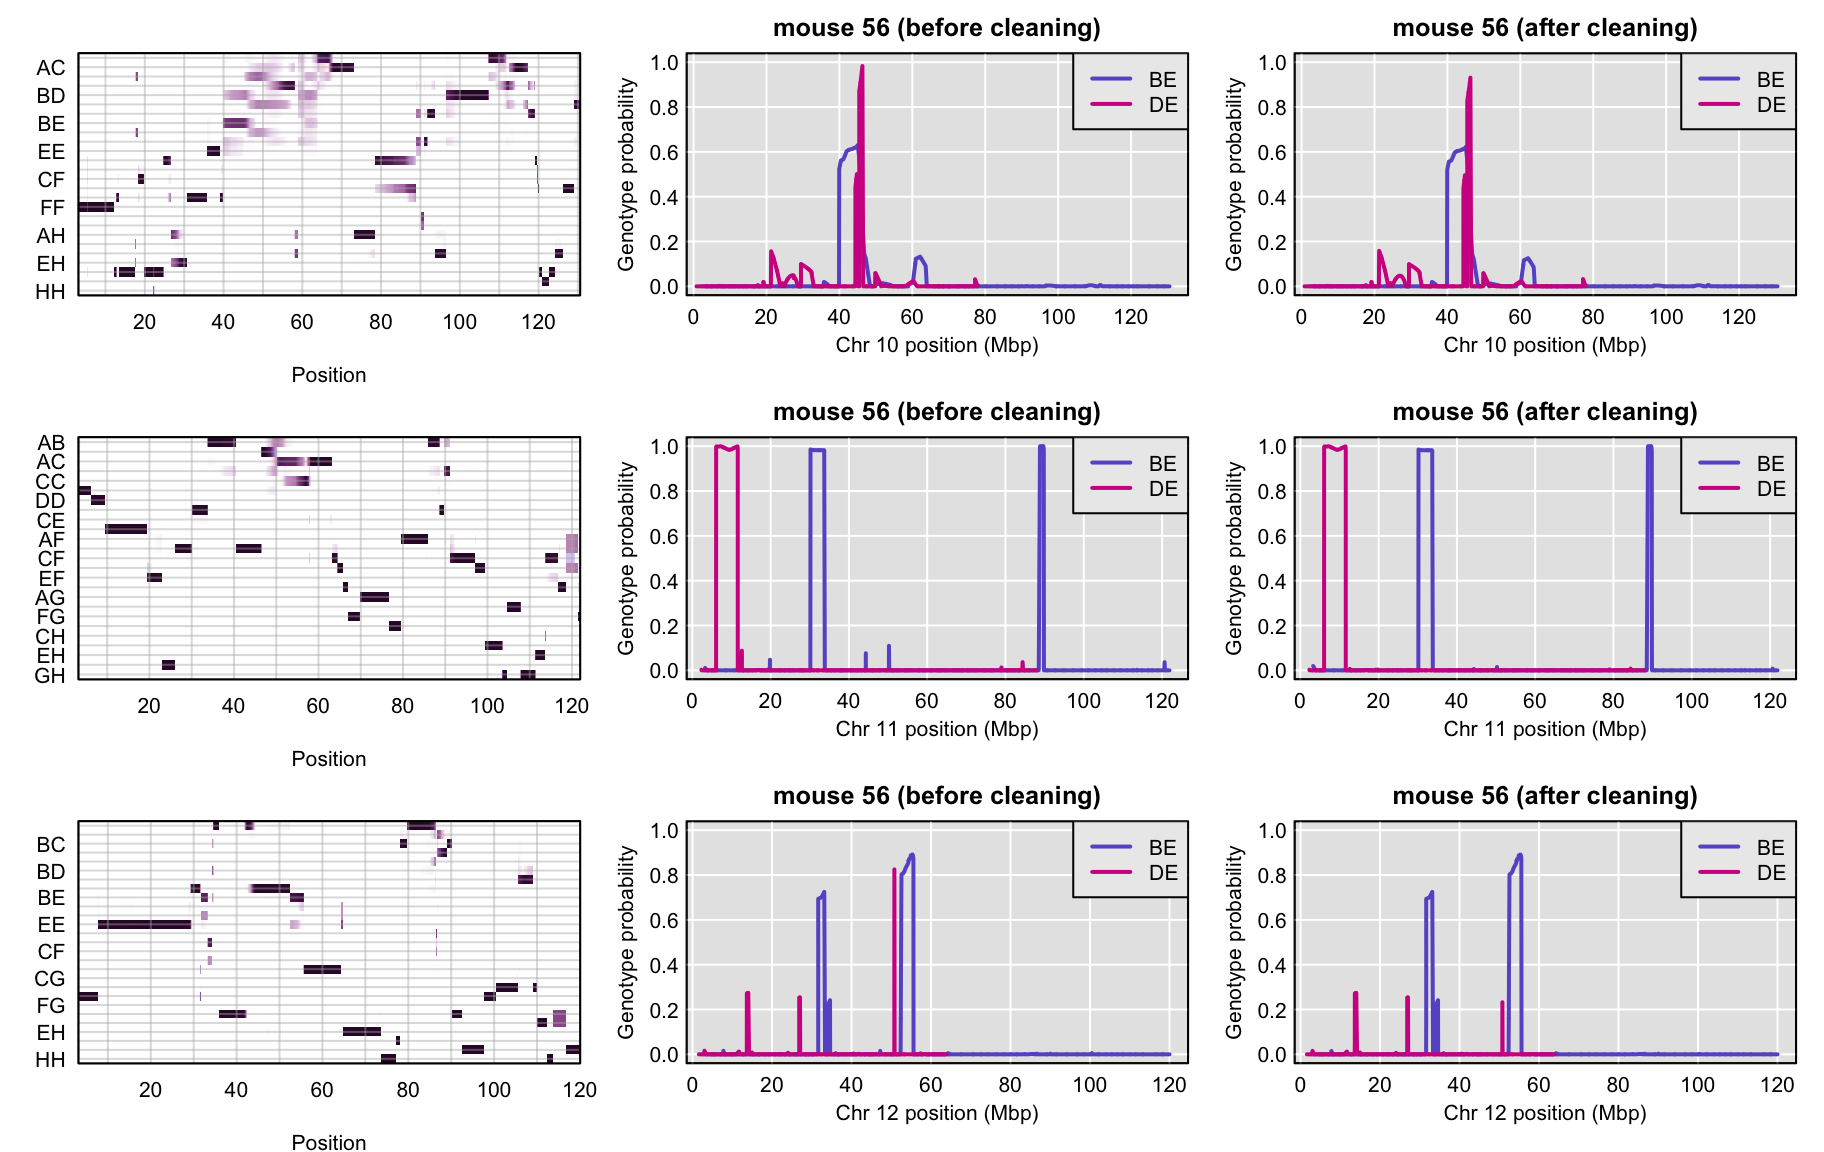 AC
BD
BE
EE
CF
FF
AH
EH
HH
20 40 60 80 100 120
Position
mouse 56 (before cleaning)
Genotype probability
1.0
0.8
0.6
0.4
0.2
0.0
BE
DE
0 20 40 60 80 100 120
Chr 10 position (Mbp)
mouse 56 (after cleaning)
Genotype probability
1.0
0.8
0.6
0.4
0.2
0.0
BE
DE
0 20 40 60 80 100 120
Chr 10 position (Mbp)
AB
AC
CC
DD
CE
AF
CF
EF
AG
FG
CH
EH
GH
20 40 60 80 100 120
Position
mouse 56 (before cleaning)
Genotype probability
1.0
0.8
0.6
0.4
0.2
0.0
BE
DE
0 20 40 60 80 100 120
Chr 11 position (Mbp)
mouse 56 (after cleaning)
Genotype probability
1.0
0.8
0.6
0.4
0.2
0.0
BE
DE
0 20 40 60 80 100 120
Chr 11 position (Mbp)
BC
BD
BE
EE
CF
CG
FG
EH
HH
20 40 60 80 100 120
Position
mouse 56 (before cleaning)
Genotype probability
1.0
0.8
0.6
0.4
0.2
0.0
BE
DE
0 20 40 60 80 100 120
Chr 12 position (Mbp)
mouse 56 (after cleaning)
Genotype probability
1.0
0.8
0.6
0.4
0.2
0.0
BE
DE
0 20 40 60 80 100 120
Chr 12 position (Mbp)